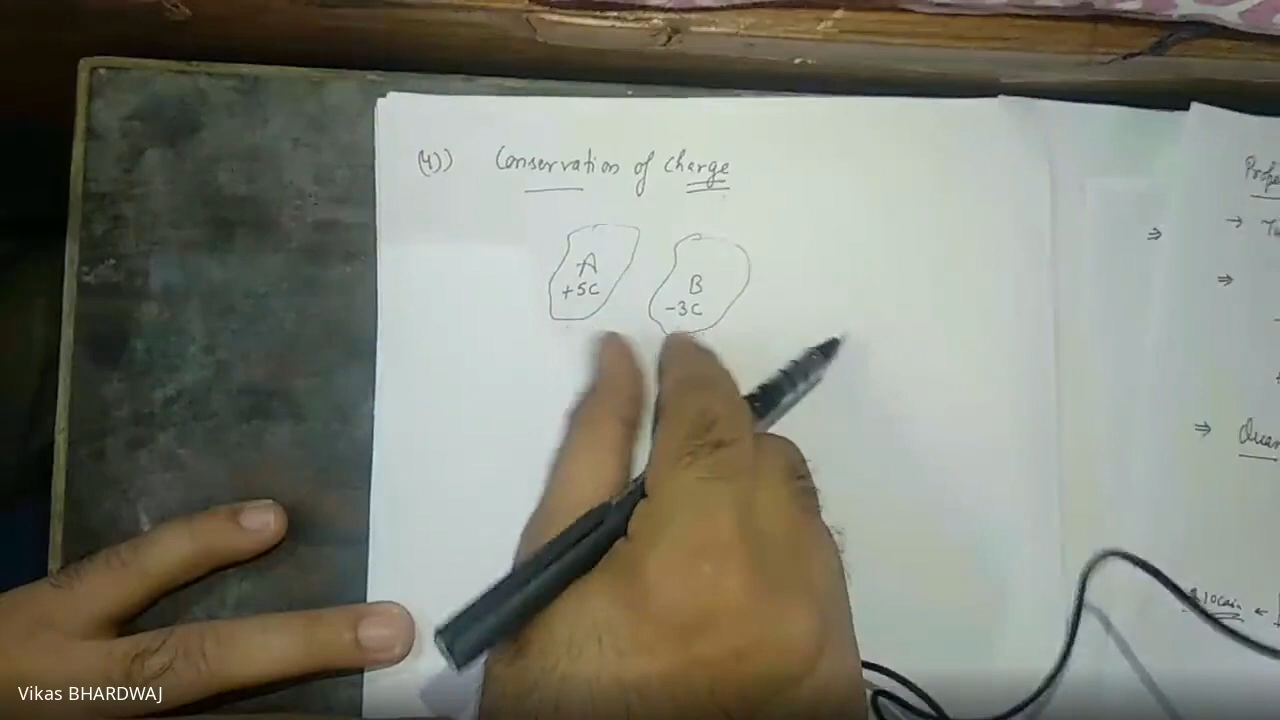 (4)) Conservation of charge
A
+5C
B
-3C
⇒
→
⇒
⇒
Vikas BHARDWAJ